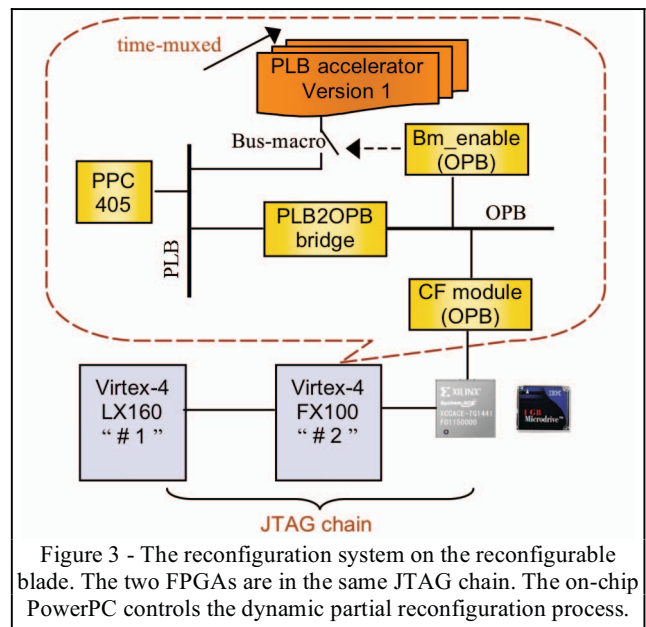 time-muxed
PLB accelerator
Version 1
Bus-macro
Bm_enable
(OPB)
PPC
405
PLB2OPB
bridge
OPB
PLB
CF module
(OPB)
Virtex-4
LX160
“ # 1 ”
Virtex-4
FX100
“ # 2 ”
XILINX
IBM
1 GB
Microdrive™
JTAG chain
Figure 3 - The reconfiguration system on the reconfigurable
blade. The two FPGAs are in the same JTAG chain. The on-chip
PowerPC controls the dynamic partial reconfiguration process.